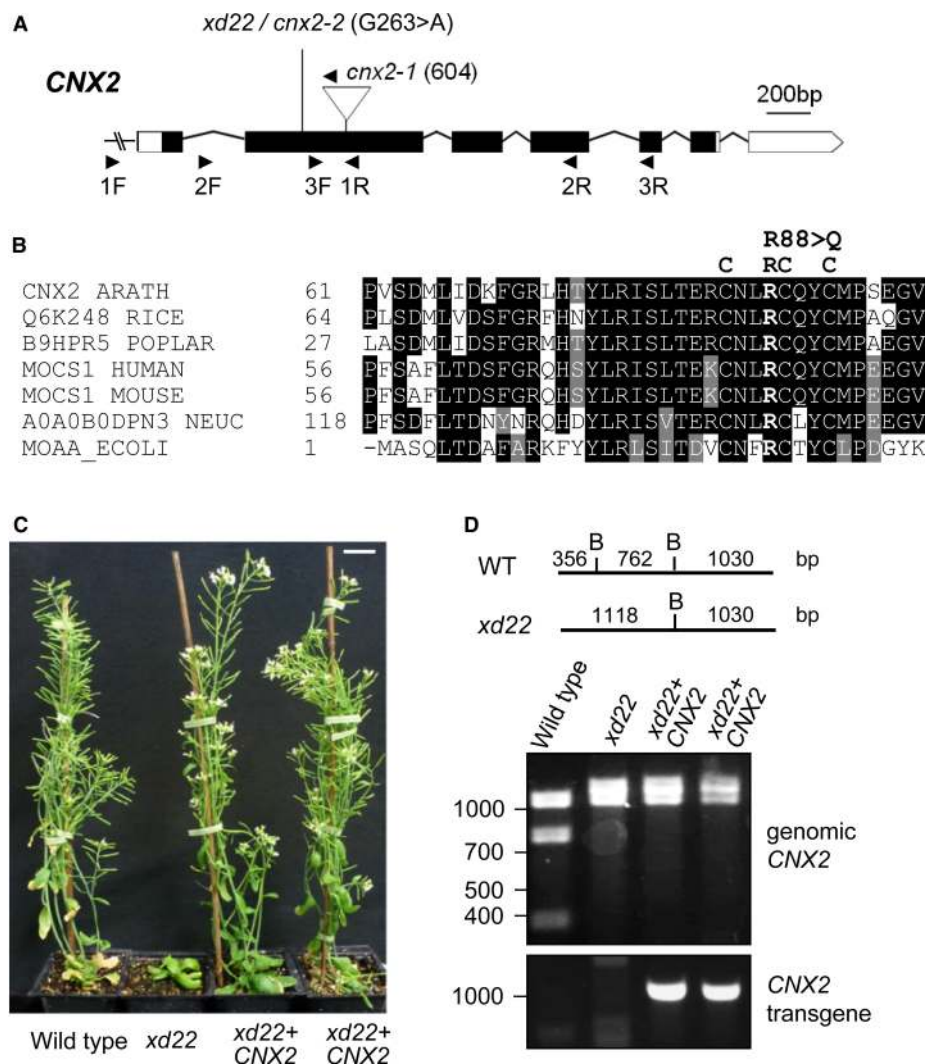 A
xd22 / cnx2-2 (G263>A)
cnx2-1 (604)
CNX2
200bp
1F 2F 3F 1R 2R 3R
B
R88>Q
C RC C
CNX2 ARATH 61 PVSDMLIDKFGRLHTYLRISLTERCNLRCQYCMPSEGV
Q6K248 RICE 64 PLSDMLVDSFGRFHNYLRISLTERCNLRCQYCMPAQGV
B9HPR5 POPLAR 27 LASDMLIDSFGRMHTYLRISLTERCNLRCQYCMPAEGV
MOCS1 HUMAN 56 PFSAFLTDSFGRQHSYLRISLTEKCNLRCQYCMPEEGV
MOCS1 MOUSE 56 PFSAFLTDSFGRQHSYLRISLTEKCNLRCQYCMPEEGV
A0A0B0DPN3 NEUC 118 PFSDFLTDNYNRQHDYLRISVTERCNLRCLYCMPEEGV
MOAA_ECOLI 1 -MASQLTDAFARKFYYLRLSITDVCNFRCTYCLPDGYK
C
Wild type xd22 xd22+ CNX2 xd22+ CNX2
D
B B
WT 356 762 1030 bp
B
xd22 1118 1030 bp
Wild type xd22 xd22+ CNX2 xd22+ CNX2
1000
700
500
400
genomic
CNX2
1000
CNX2
transgene